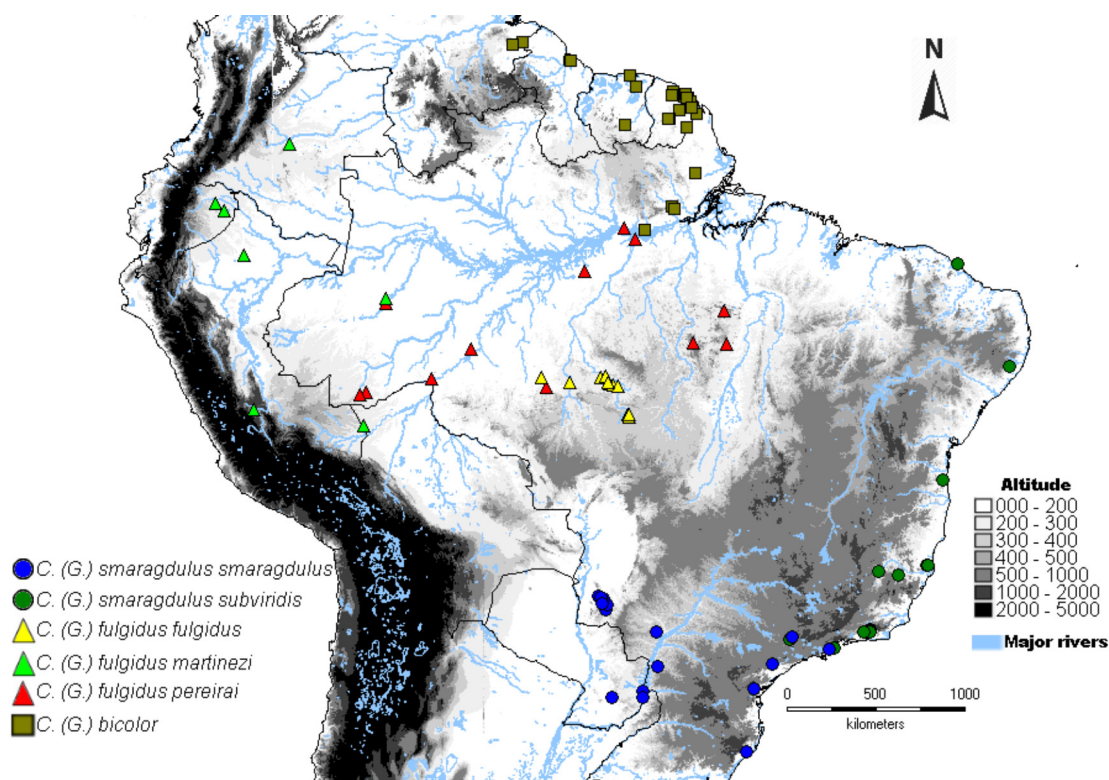 N
Altitude
000 - 200
200 - 300
300 - 400
400 - 500
500 - 1000
1000 - 2000
2000 - 5000
Major rivers
C. (G.) smaragdulus smaragdulus
C. (G.) smaragdulus subviridis
C. (G.) fulgidus fulgidus
C. (G.) fulgidus martinezi
C. (G.) fulgidus pereirai
C. (G.) bicolor
0 500 1000
kilometers